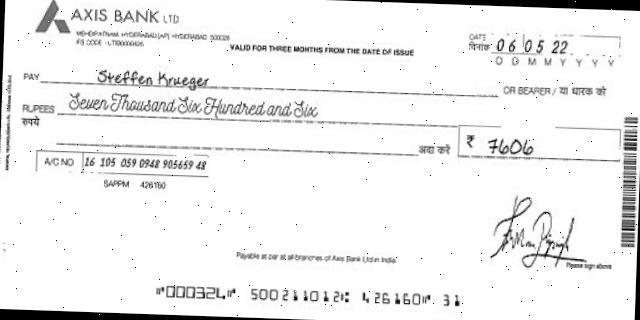 AXIS BANK LTD
MEHDIPATNAM, HYDERABAD [AP] HYDERABAD 500028
IFS CODE -
VALID FOR THREE MONTHS FROM THE DATE OF ISSUE
DATE
दिनांक 06 05 22
D D M M Y Y Y Y
PAY Steffen Krueger OR BEARER / या धारक को
RUPEES Seven Thousand Six Hundred and Six
रुपये अदा करें ₹ 7606
A/C NO 16 105 059 0948 905659 48
SAPPM 426160
Please sign above
Payable at par at all branches of Axis Bank Ltd in India
⑈000324⑈ 500211012⑆ 426160⑈ 31